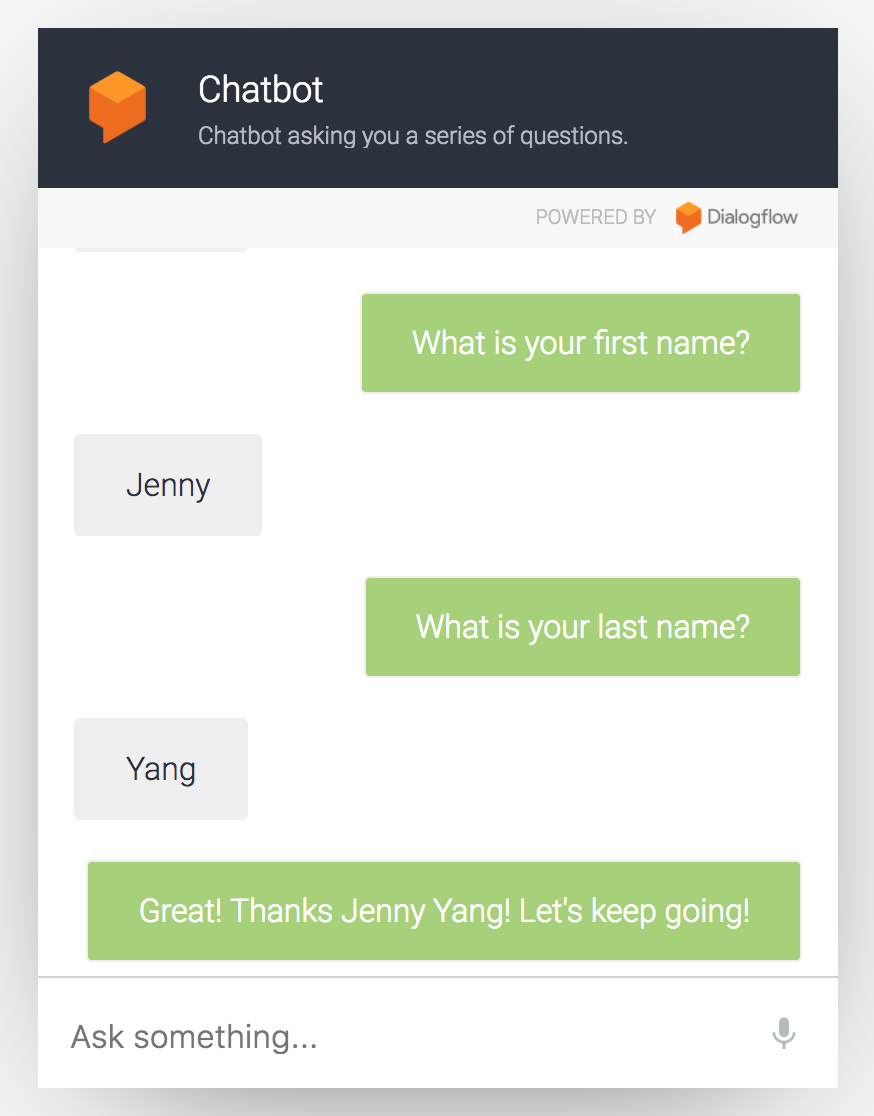 Chatbot
Chatbot asking you a series of questions.
POWERED BY Dialogflow
What is your first name?
Jenny
What is your last name?
Yang
Great! Thanks Jenny Yang! Let's keep going!
Ask something...